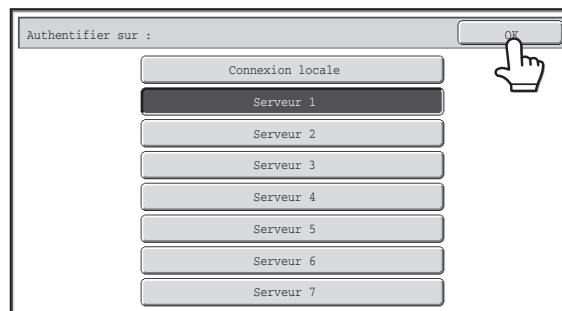 Authentifier sur :
OK
Connexion locale
Serveur 1
Serveur 2
Serveur 3
Serveur 4
Serveur 5
Serveur 6
Serveur 7